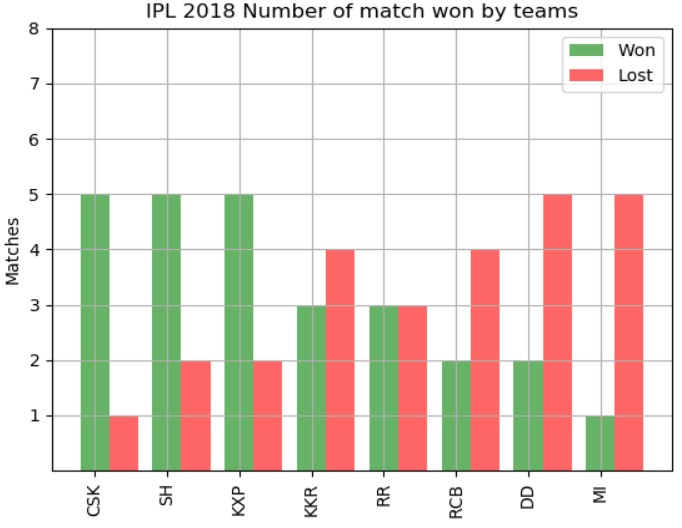 IPL 2018 Number of match won by teams
8
7
6
5
4
3
2
1
Matches
Won
Lost
CSK
SH
KXP
KKR
RR
RCB
DD
MI